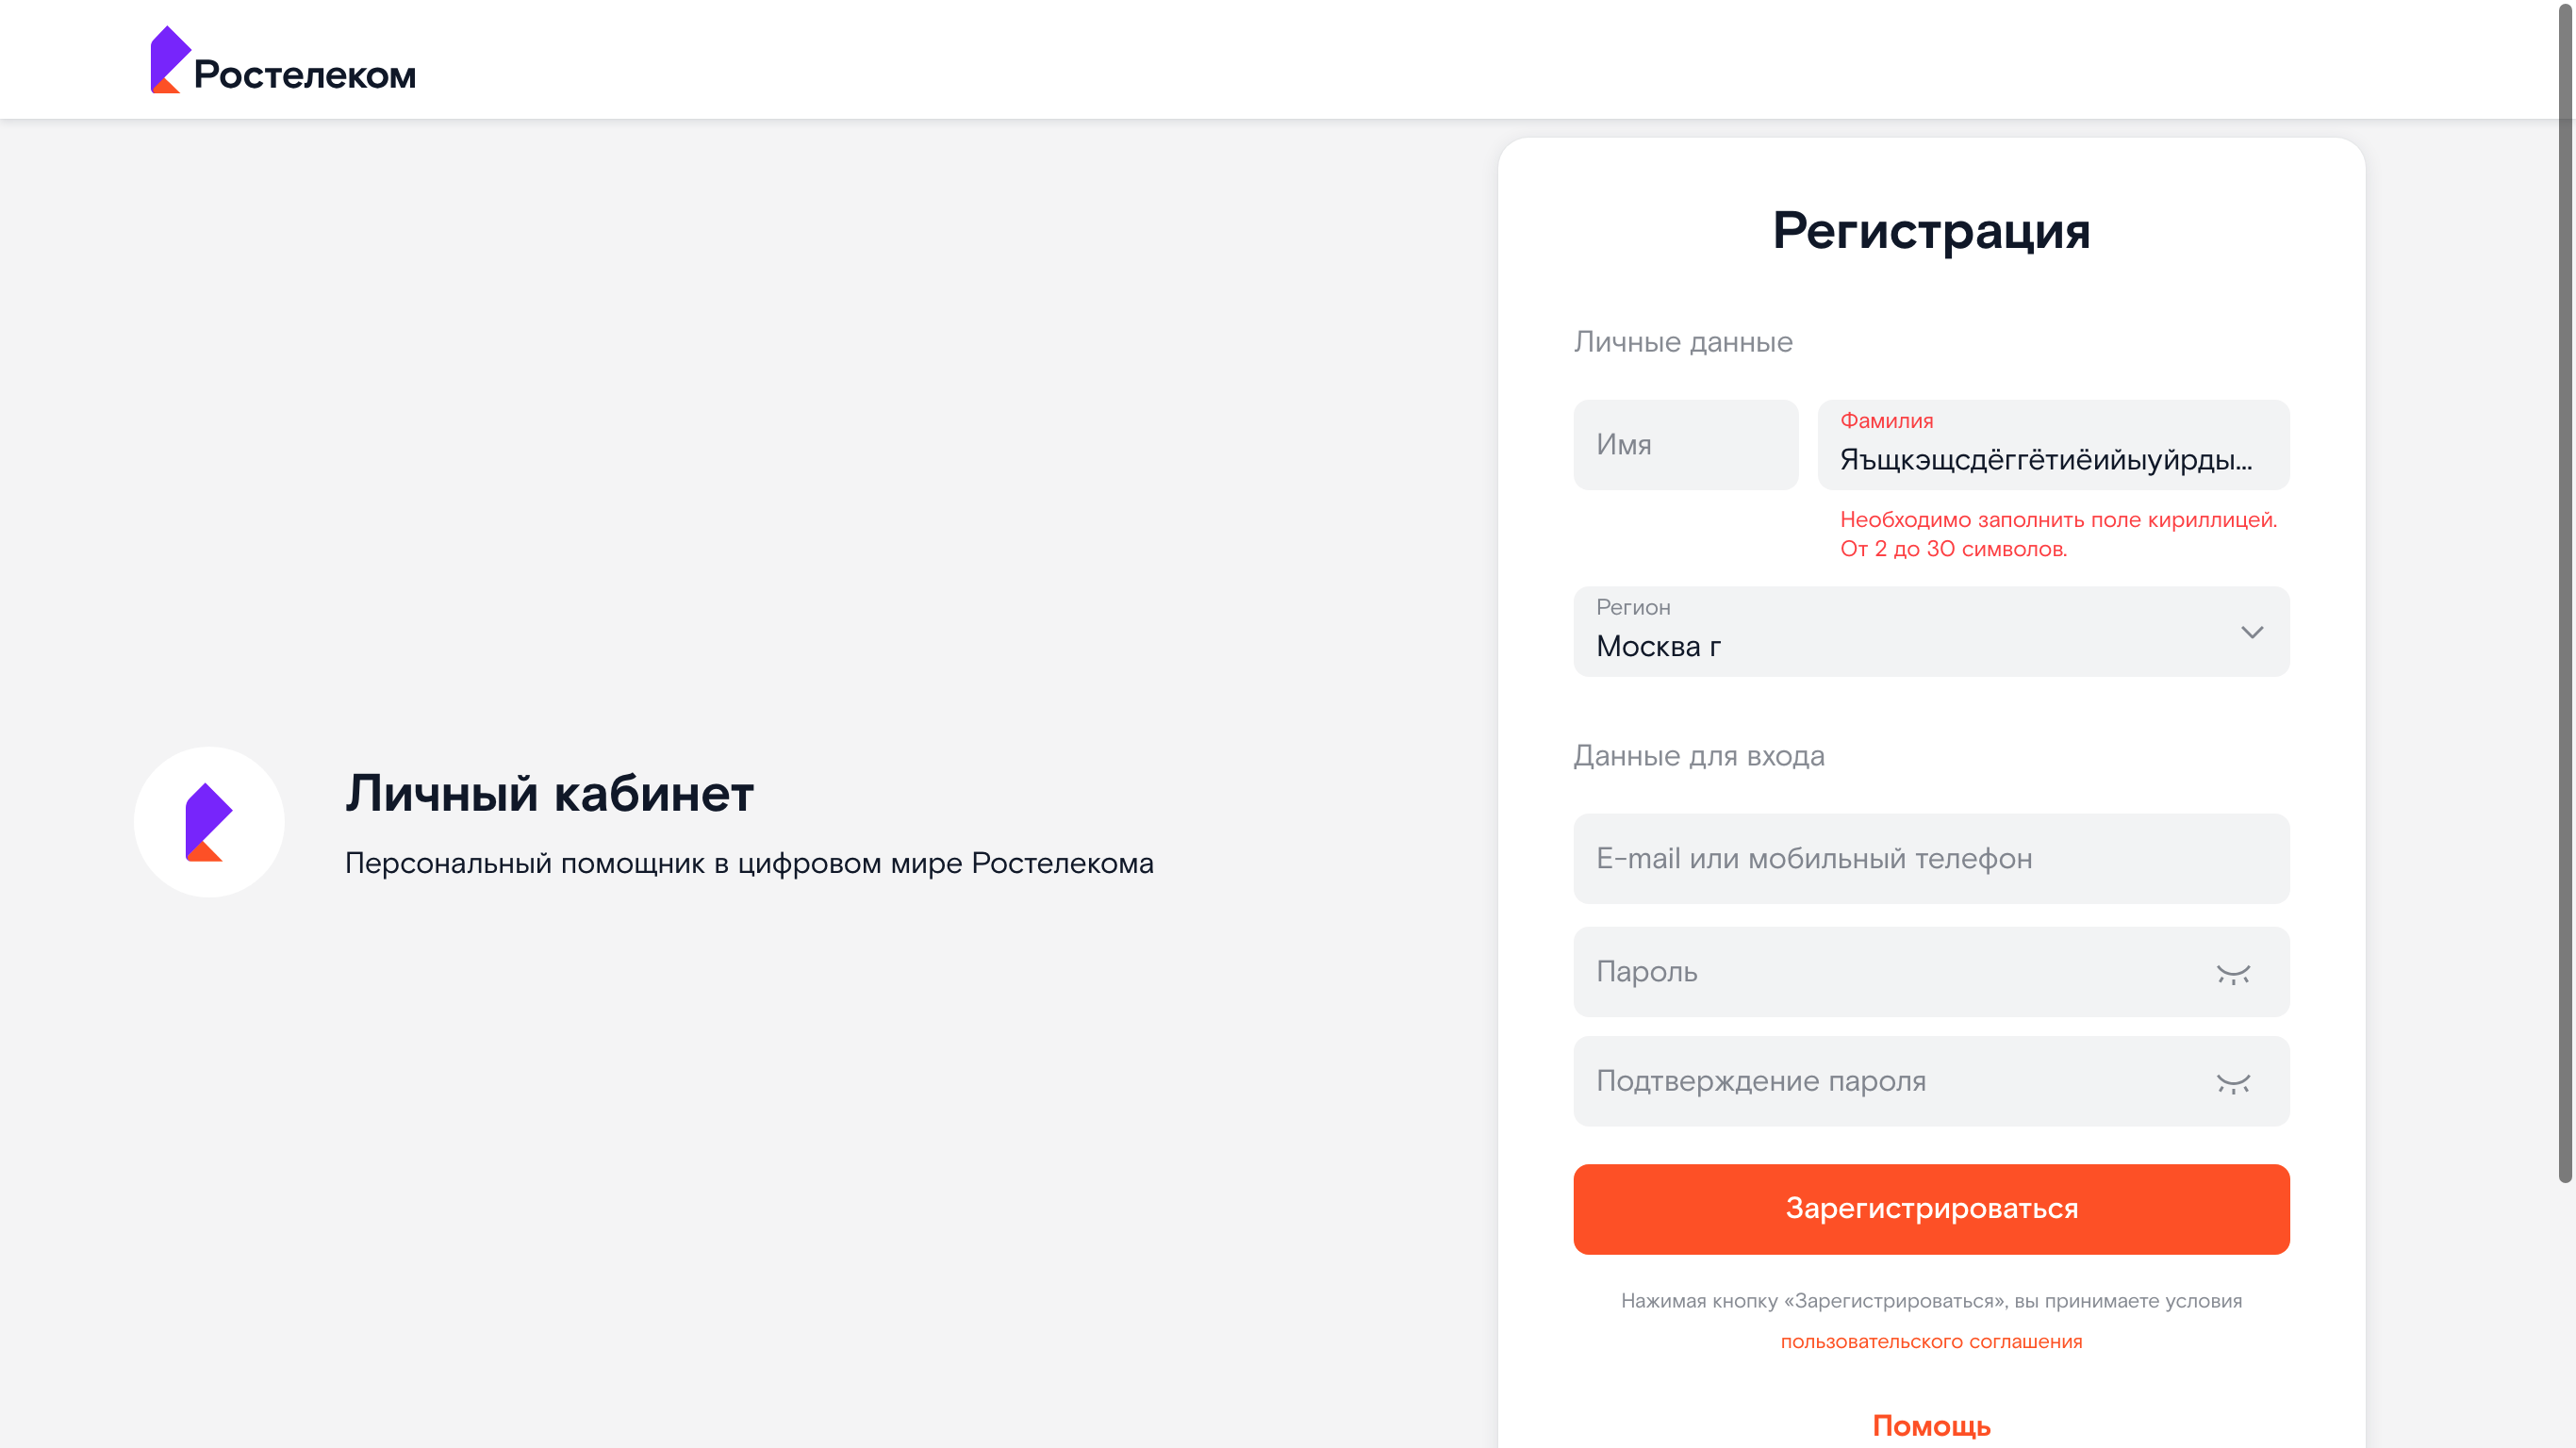 Ростелеком
Регистрация
Личные данные
Имя
Фамилия
Яъщкэщсдёггётиёийыуйрды...
Необходимо заполнить поле кириллицей.
От 2 до 30 символов.
Регион
Москва г
Личный кабинет
Персональный помощник в цифровом мире Ростелекома
Данные для входа
E-mail или мобильный телефон
Пароль
Подтверждение пароля
Зарегистрироваться
Нажимая кнопку «Зарегистрироваться», вы принимаете условия
пользовательского соглашения
Помощь